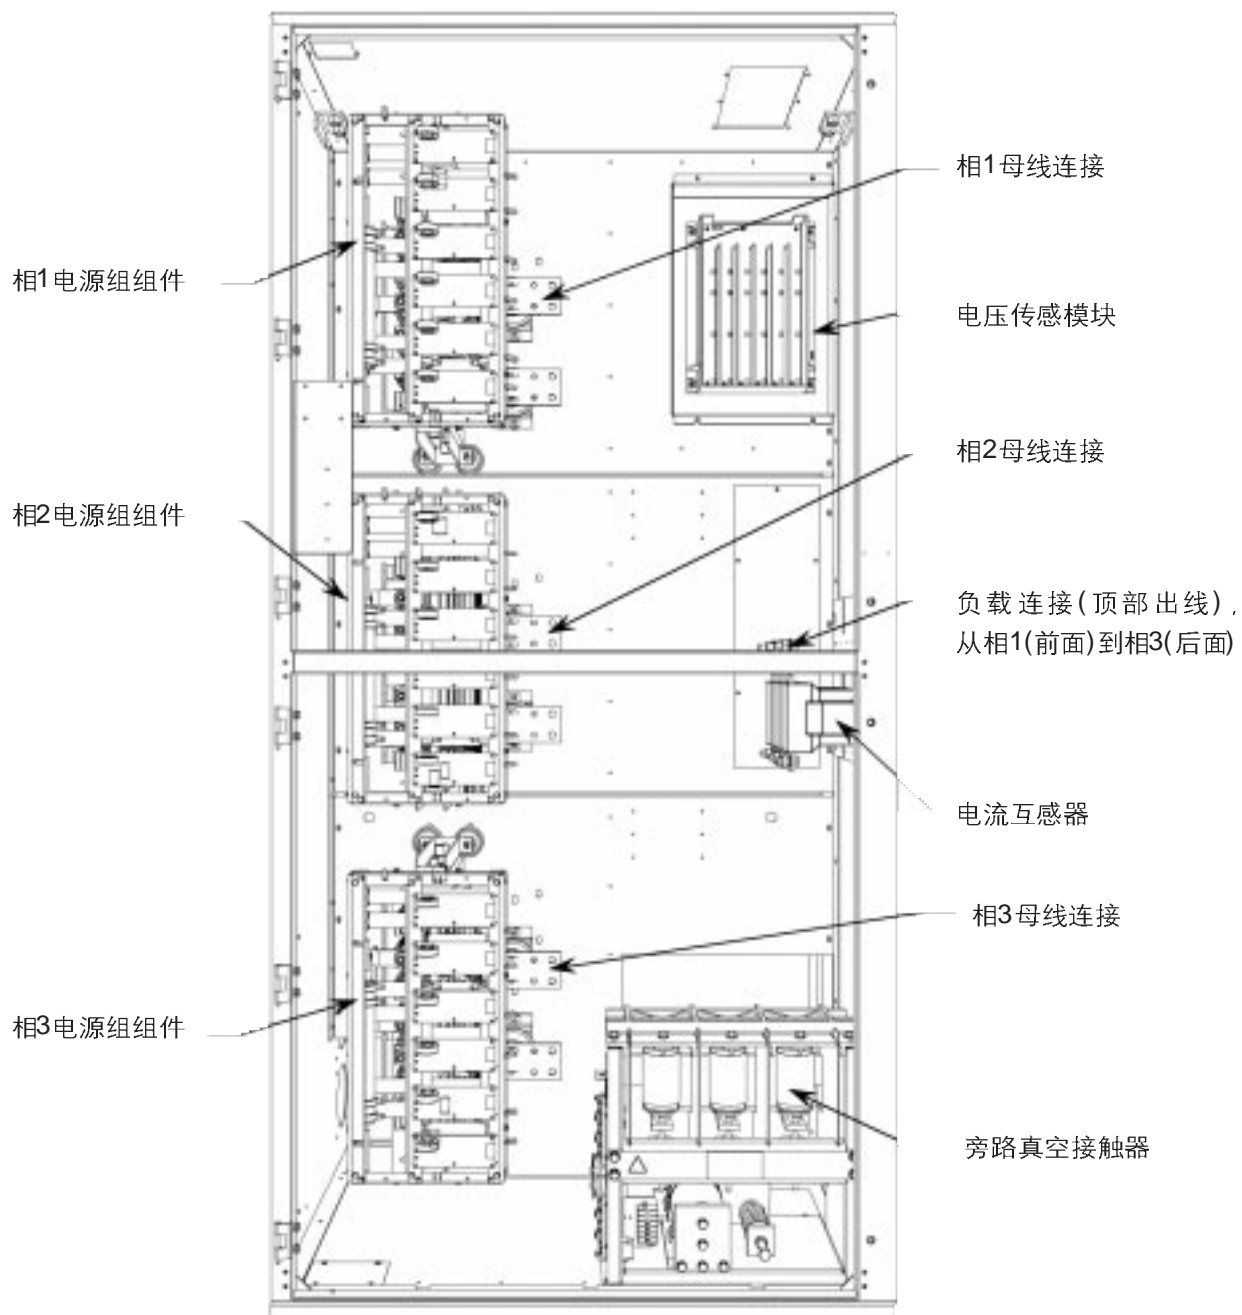 相1母线连接
相1电源组组件
电压传感模块
相2母线连接
相2电源组组件
负载连接(顶部出线),
从相1(前面)到相3(后面)
电流互感器
相3母线连接
相3电源组组件
旁路真空接触器